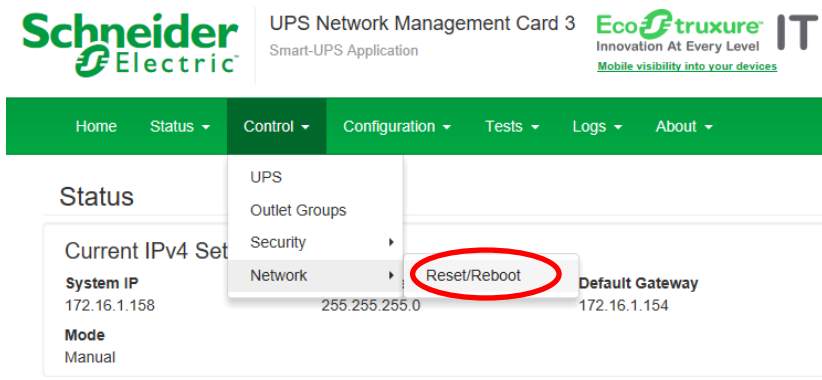 Schneider
Electric
UPS Network Management Card 3
Smart-UPS Application
EcoStruxure IT
Innovation At Every Level
Mobile visibility into your devices
Home Status Control Configuration Tests Logs About
UPS
Outlet Groups
Security
Network
Reset/Reboot
Status
Current IPv4 Set
System IP Default Gateway
172.16.1.158 255.255.255.0 172.16.1.154
Mode
Manual